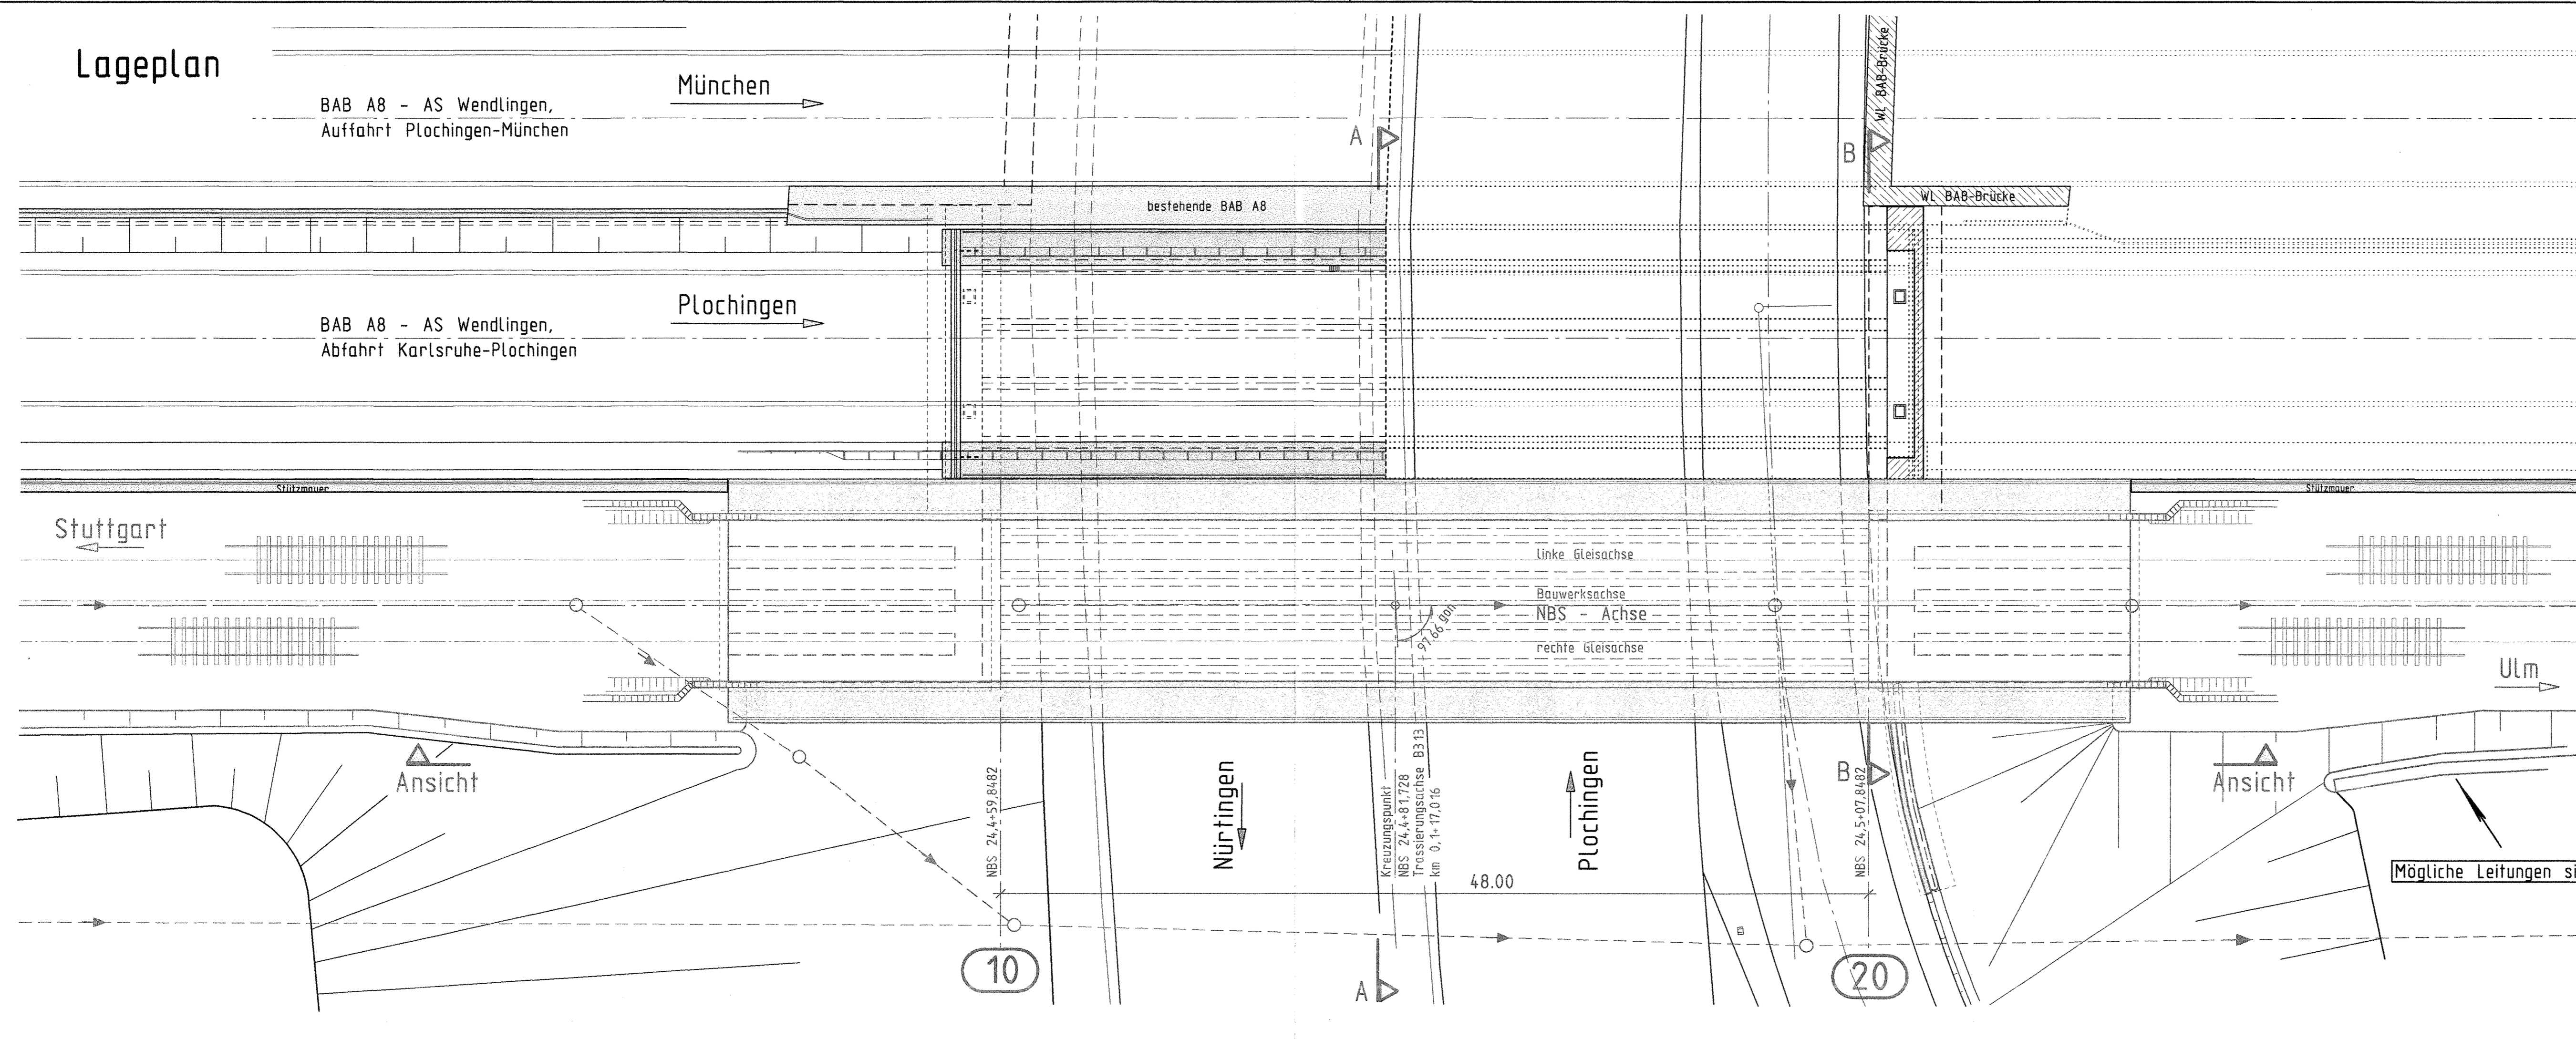 Lageplan
BAB A8 - AS Wendlingen,
Auffahrt Plochingen-München
München
A
B
WL BAB-Brücke
WL BAB-Brücke
bestehende BAB A8
BAB A8 - AS Wendlingen,
Abfahrt Karlsruhe-Plochingen
Plochingen
Stützmauer
Stützmauer
Stuttgart
linke Gleisachse
Bauwerksachse
NBS - Achse
rechte Gleisachse
97.66 gon
Ulm
Ansicht
Ansicht
NBS 24,4+59,8482
Nürtingen
Kreuzungspunkt
NBS 24,4+81,728
Trassierungsachse B313
km 0,1+17,016
Plochingen
B
NBS 24,5+07,8482
48.00
Mögliche Leitungen si
10
A
20